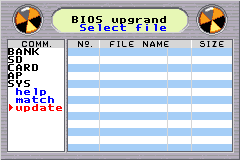 BIOS upgrand
Select file
COMM.
No. FILE NAME SIZE
BANK
SD
CARD
AP
SYS
help
match
update